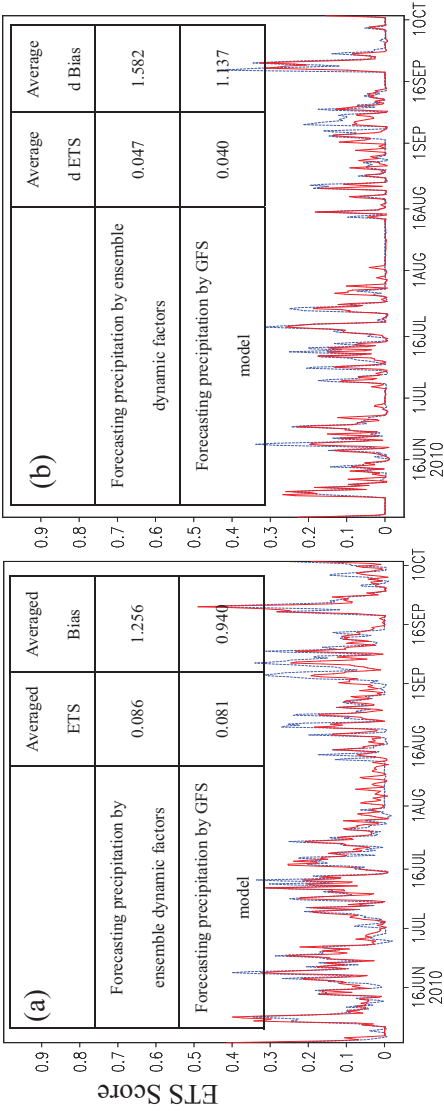 ETS Score
(a)
Averaged ETS
Averaged Bias
Forecasting precipitation by ensemble dynamic factors
0.086
1.256
Forecasting precipitation by GFS model
0.081
0.940
0.9
0.8
0.7
0.6
0.5
0.4
0.3
0.2
0.1
0
16JUN
2010
1JUL
16JUL
1AUG
16AUG
1SEP
16SEP
1OCT
(b)
Average
d ETS
Average
d Bias
Forecasting precipitation by ensemble
dynamic factors
0.047
1.582
Forecasting precipitation by GFS
model
0.040
1.137
0.9
0.8
0.7
0.6
0.5
0.4
0.3
0.2
0.1
0
16JUN
2010
1JUL
16JUL
1AUG
16AUG
1SEP
16SEP
1OCT